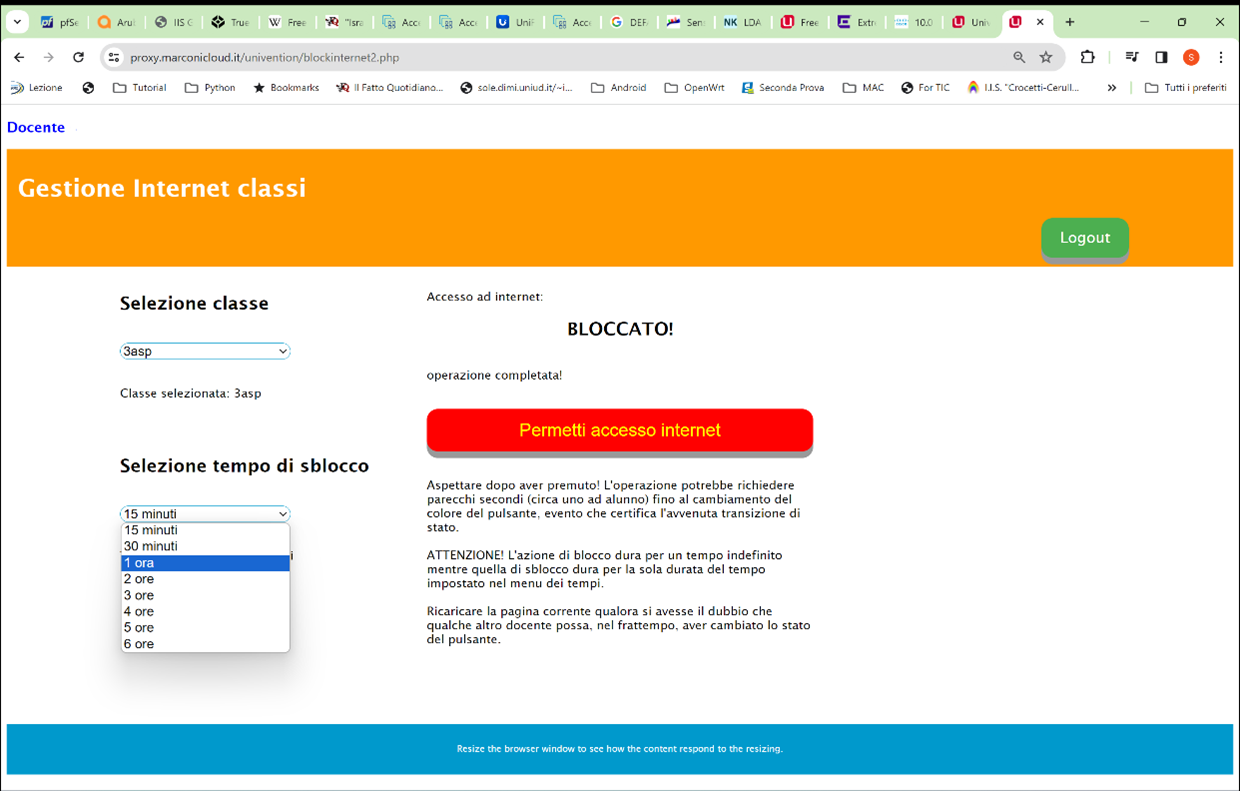 pfSe
Aru
IIS G
True
Free
"Isra
Acce
Acce
Acce
DEF
Sen
NK LDA
Free
Extr
10.0
Univ
proxy.marconicloud.it/univention/blockinternet2.php
S
Lezione
Tutorial
Python
Bookmarks
Il Fatto Quotidiano...
sole.dimi.uniud.it/~i...
Android
OpenWrt
Seconda Prova
MAC
For TIC
I.I.S. "Crocetti-Cerull...
Tutti i preferiti
Docente
Gestione Internet classi
Logout
Selezione classe
3asp
Classe selezionata: 3asp
Selezione tempo di sblocco
15 minuti
15 minuti
30 minuti
1 ora
2 ore
3 ore
4 ore
5 ore
6 ore
Accesso ad internet:
BLOCCATO!
operazione completata!
Permetti accesso internet
Aspettare dopo aver premuto! L'operazione potrebbe richiedere
parecchi secondi (circa uno ad alunno) fino al cambiamento del
colore del pulsante, evento che certifica l'avvenuta transizione di
stato.
ATTENZIONE! L'azione di blocco dura per un tempo indefinito
mentre quella di sblocco dura per la sola durata del tempo
impostato nel menu dei tempi.
Ricaricare la pagina corrente qualora si avesse il dubbio che
qualche altro docente possa, nel frattempo, aver cambiato lo stato
del pulsante.
Resize the browser window to see how the content respond to the resizing.